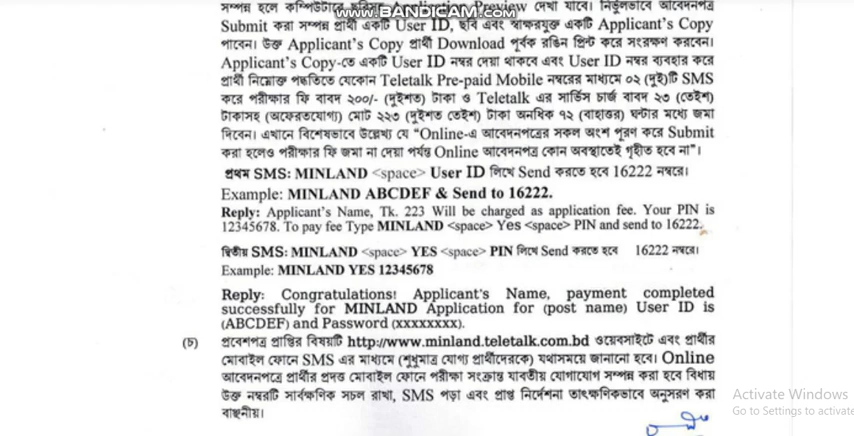 সম্পন্ন হলে কম্পিউটারে ছবিসহ Application Preview দেখা যাবে। নির্ভুলভাবে আবেদনপত্র
WWW.BANDICAM.COM
Submit করা সম্পন্ন প্রার্থী একটি User ID, ছবি এবং স্বাক্ষরযুক্ত একটি Applicant's Copy
পাবেন। উক্ত Applicant's Copy প্রার্থী Download পূর্বক রঙিন প্রিন্ট করে সংরক্ষণ করবেন।
Applicant's Copy-তে একটি User ID নম্বর দেয়া থাকবে এবং User ID নম্বর ব্যবহার করে
প্রার্থী নিম্নোক্ত পদ্ধতিতে যেকোন Teletalk Pre-paid Mobile নম্বরের মাধ্যমে ০২ (দুই)টি SMS
করে পরীক্ষার ফি বাবদ ২০০/- (দুইশত) টাকা ও Teletalk এর সার্ভিস চার্জ বাবদ ২৩ (তেইশ)
টাকাসহ (অফেরতযোগ্য) মোট ২২৩ (দুইশত তেইশ) টাকা অনধিক ৭২ (বাহাত্তর) ঘন্টার মধ্যে জমা
দিবেন। এখানে বিশেষভাবে উল্লেখ্য যে "Online-এ আবেদনপত্রের সকল অংশ পূরণ করে Submit
করা হলেও পরীক্ষার ফি জমা না দেয়া পর্যন্ত Online আবেদনপত্র কোন অবস্থাতেই গৃহীত হবে না"।
প্রথম SMS: MINLAND <space> User ID লিখে Send করতে হবে 16222 নম্বরে।
Example: MINLAND ABCDEF & Send to 16222.
Reply: Applicant's Name, Tk. 223 Will be charged as application fee. Your PIN is
12345678. To pay fee Type MINLAND <space> Yes <space> PIN and send to 16222.
দ্বিতীয় SMS: MINLAND <space> YES <space> PIN লিখে Send করতে হবে 16222 নম্বরে।
Example: MINLAND YES 12345678
Reply: Congratulations! Applicant's Name, payment completed
successfully for MINLAND Application for (post name) User ID is
(ABCDEF) and Password (xxxxxxxx).
(চ) প্রবেশপত্র প্রাপ্তির বিষয়টি http://www.minland.teletalk.com.bd ওয়েবসাইটে এবং প্রার্থীর
মোবাইল ফোনে SMS এর মাধ্যমে (শুধুমাত্র যোগ্য প্রার্থীদেরকে) যথাসময়ে জানানো হবে। Online
আবেদনপত্রে প্রার্থীর প্রদত্ত মোবাইল ফোনে পরীক্ষা সংক্রান্ত যাবতীয় যোগাযোগ সম্পন্ন করা হবে বিধায়
উক্ত নম্বরটি সার্বক্ষণিক সচল রাখা, SMS পড়া এবং প্রাপ্ত নির্দেশনা তাৎক্ষণিকভাবে অনুসরণ করা
বাঞ্ছনীয়।
Activate Windows
Go to Settings to activate